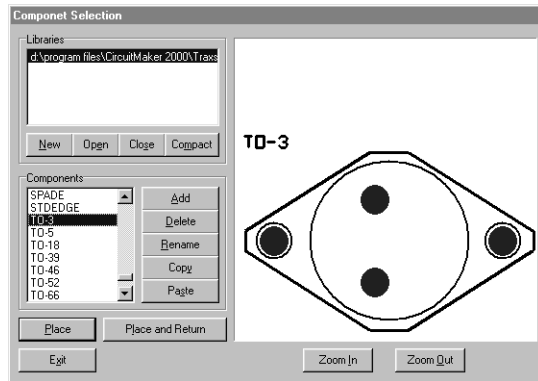 Componet Selection
Libraries
d:\program files\CircuitMaker 2000\Traxs
New Open Close Compact
TO-3
Components
SPADE
STDEDGE
TO-3
TO-5
TO-18
TO-39
TO-46
TO-52
TO-66
Add
Delete
Rename
Copy
Paste
Place Place and Return
Exit Zoom In Zoom Out